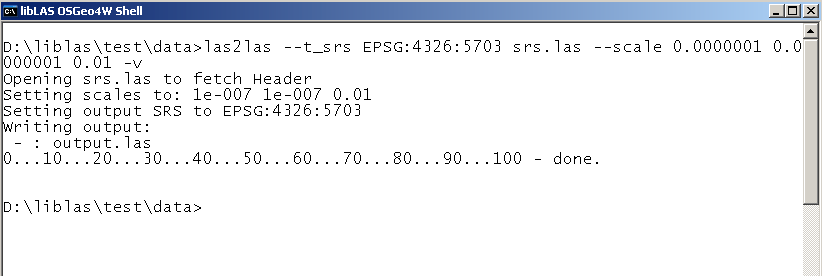 libLAS OSGeo4W Shell
D:\liblas\test\data>las2las --t_srs EPSG:4326:5703 srs.las --scale 0.0000001 0.0
000001 0.01 -v
Opening srs.las to fetch Header
Setting scales to: 1e-007 1e-007 0.01
Setting output SRS to EPSG:4326:5703
Writing output:
 - : output.las
0...10...20...30...40...50...60...70...80...90...100 - done.
D:\liblas\test\data>